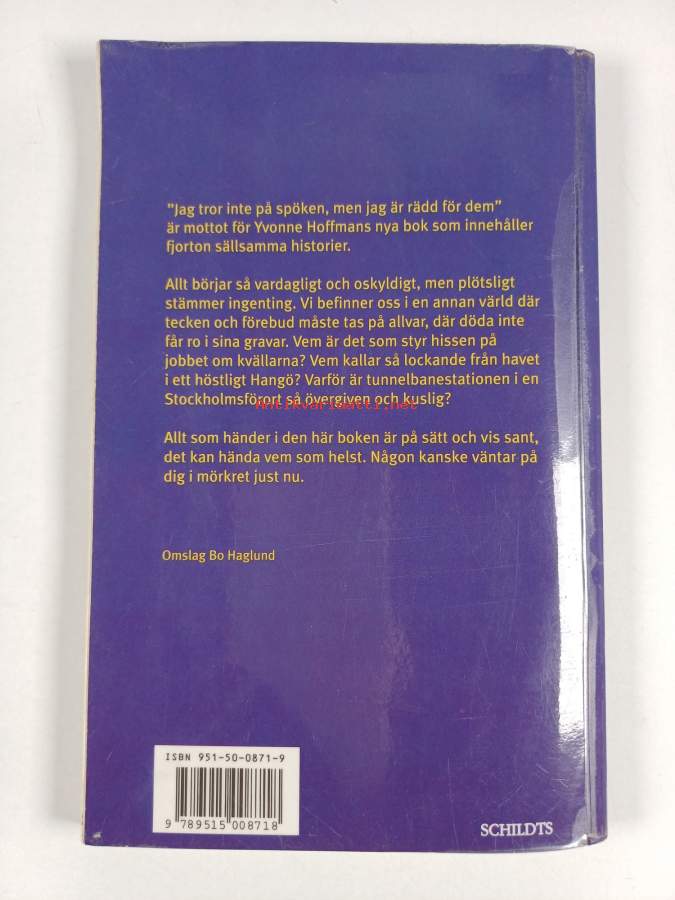 "Jag tror inte på spöken, men jag är rädd för dem"
är mottot för Yvonne Hoffmans nya bok som innehåller
fjorton sällsamma historier.
Allt börjar så vardagligt och oskyldigt, men plötsligt
stämmer ingenting. Vi befinner oss i en annan värld där
tecken och förebud måste tas på allvar, där döda inte
får ro i sina gravar. Vem är det som styr hissen på
jobbet om kvällarna? Vem kallar så lockande från havet
i ett höstligt Hangö? Varför är tunnelbanestationen i en
Stockholmsförort så övergiven och kuslig?
Antikvariaatti.net
Allt som händer i den här boken är på sätt och vis sant,
det kan hända vem som helst. Någon kanske väntar på
dig i mörkret just nu.
Omslag Bo Haglund
ISBN 951-50-0871-9
9 789515 008718
SCHILDTS